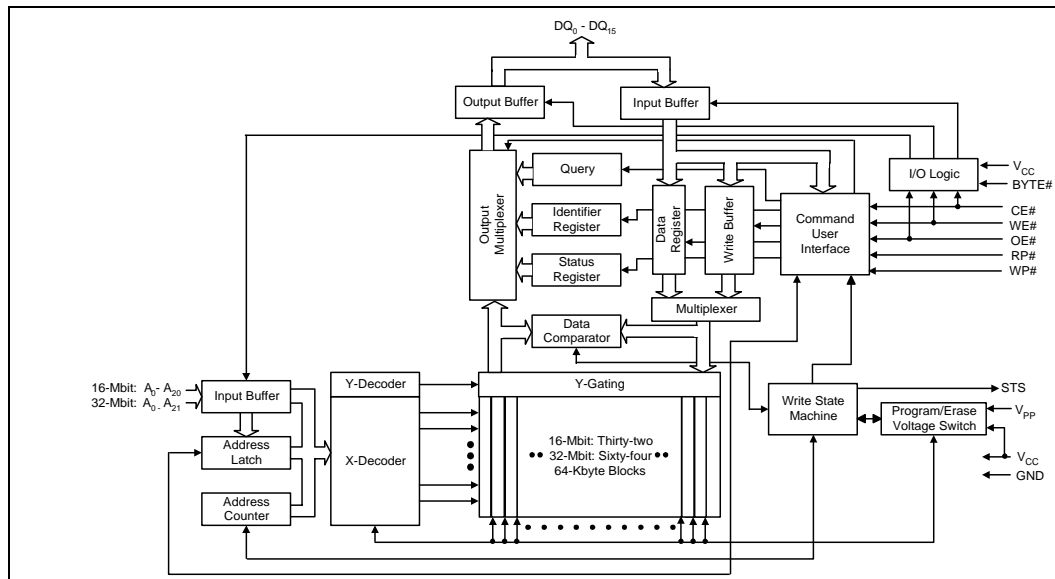 DQ0 - DQ15
Output Buffer
Input Buffer
Query
I/O Logic
VCC
BYTE#
Output
Multiplexer
Identifier
Register
Data
Register
Write Buffer
Command
User
Interface
CE#
WE#
OE#
RP#
WP#
Status
Register
Multiplexer
Data
Comparator
16-Mbit: A0- A20
32-Mbit: A0- A21
Input Buffer
Y-Decoder
Y-Gating
Write State
Machine
STS
Program/Erase
Voltage Switch
VPP
Address
Latch
X-Decoder
16-Mbit: Thirty-two
32-Mbit: Sixty-four
64-Kbyte Blocks
VCC
GND
Address
Counter